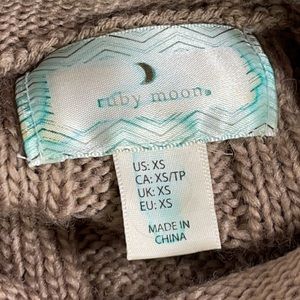 ruby moon®
US: XS
CA: XS/TP
UK: XS
EU: XS
MADE IN
CHINA